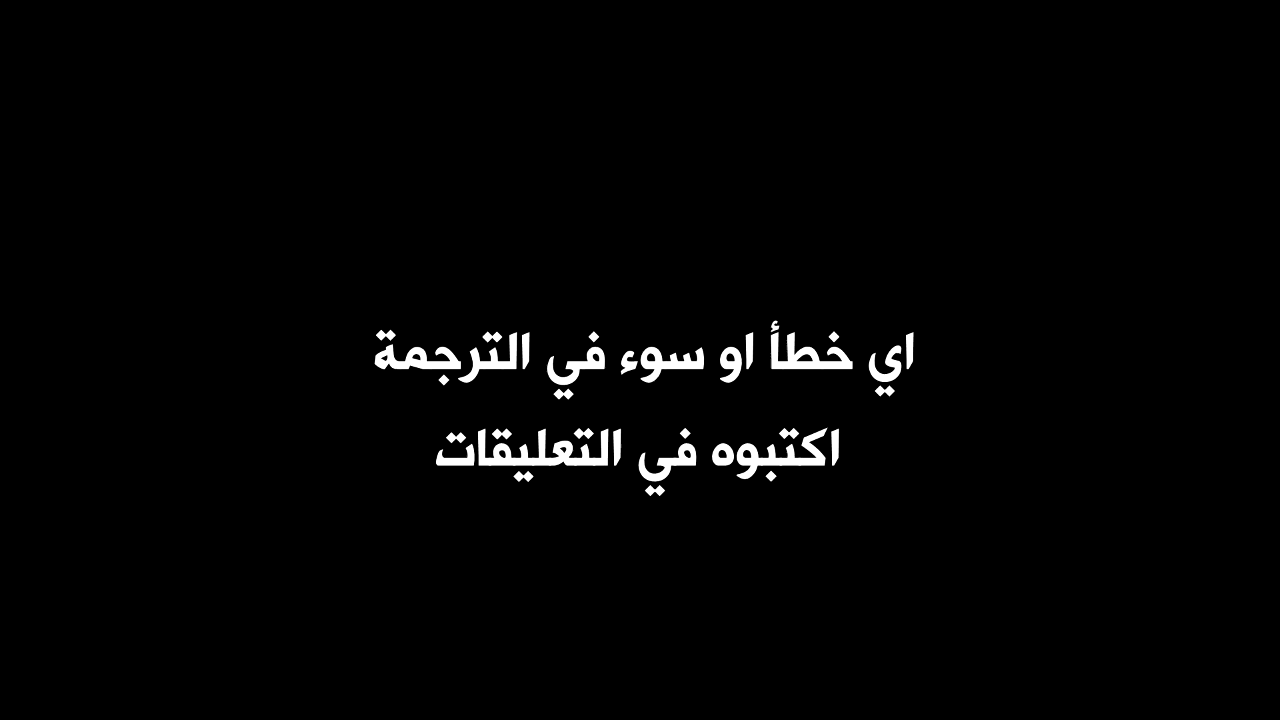 اي خطأ او سوء في الترجمة
اكتبوه في التعليقات